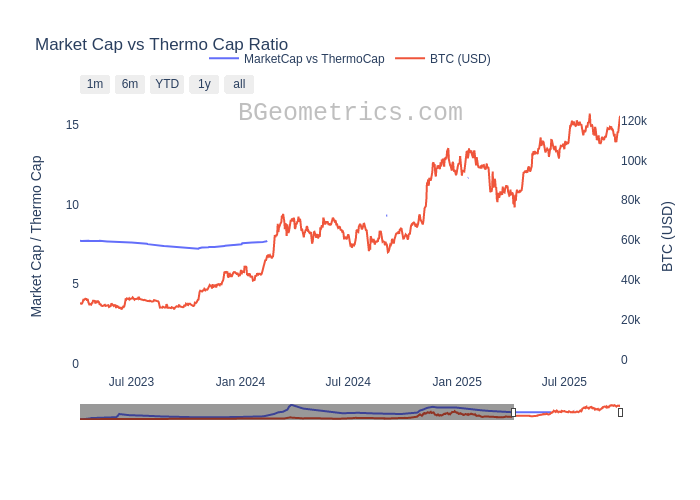 Market Cap vs Thermo Cap Ratio
MarketCap vs ThermoCap
BTC (USD)
1m 6m YTD 1y all
BGeometrics.com
15
10
5
0
Market Cap / Thermo Cap
120k
100k
80k
60k
40k
20k
0
BTC (USD)
Jul 2023 Jan 2024 Jul 2024 Jan 2025 Jul 2025